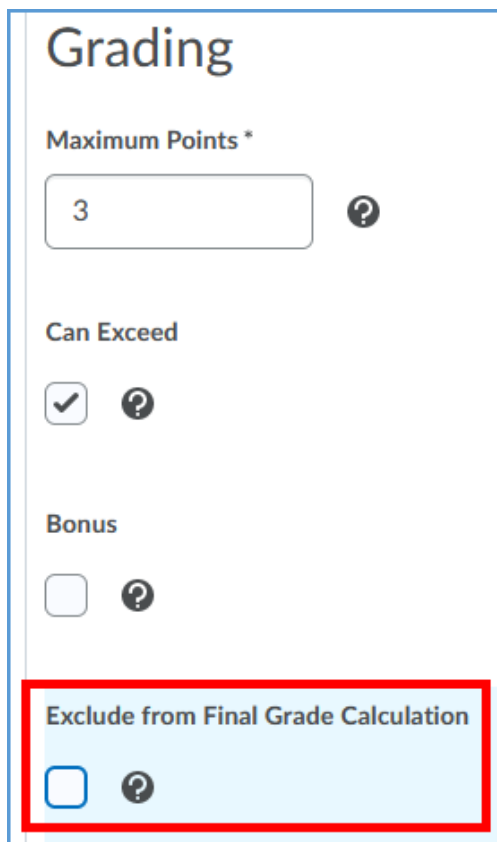 Grading
Maximum Points *
3
Can Exceed
Bonus
Exclude from Final Grade Calculation